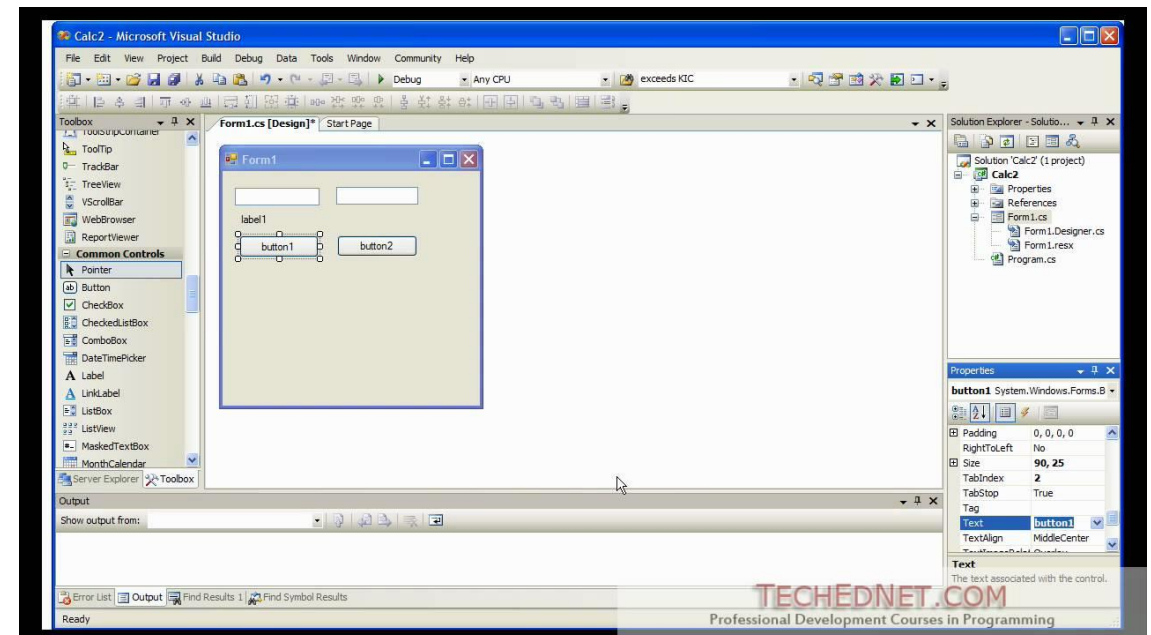 Calc2 - Microsoft Visual Studio
File Edit View Project Build Debug Data Tools Window Community Help
Debug Any CPU exceeds KIC
Toolbox
ToolStripContainer
ToolTip
TrackBar
TreeView
VScrollBar
WebBrowser
ReportViewer
Common Controls
Pointer
Button
CheckBox
CheckedListBox
ComboBox
DateTimePicker
Label
LinkLabel
ListBox
ListView
MaskedTextBox
MonthCalendar
Server Explorer Toolbox
Form1.cs [Design]* Start Page
Form1
label1
button1 button2
Solution Explorer - Solutio...
Solution 'Calc2' (1 project)
Calc2
Properties
References
Form1.cs
Form1.Designer.cs
Form1.resx
Program.cs
Properties
button1 System.Windows.Forms.B
Padding 0, 0, 0, 0
RightToLeft No
Size 90, 25
TabIndex 2
TabStop True
Tag
Text button1
TextAlign MiddleCenter
Text
The text associated with the control.
Output
Show output from:
Error List Output Find Results 1 Find Symbol Results
Ready
TECHEDNET.COM
Professional Development Courses in Programming